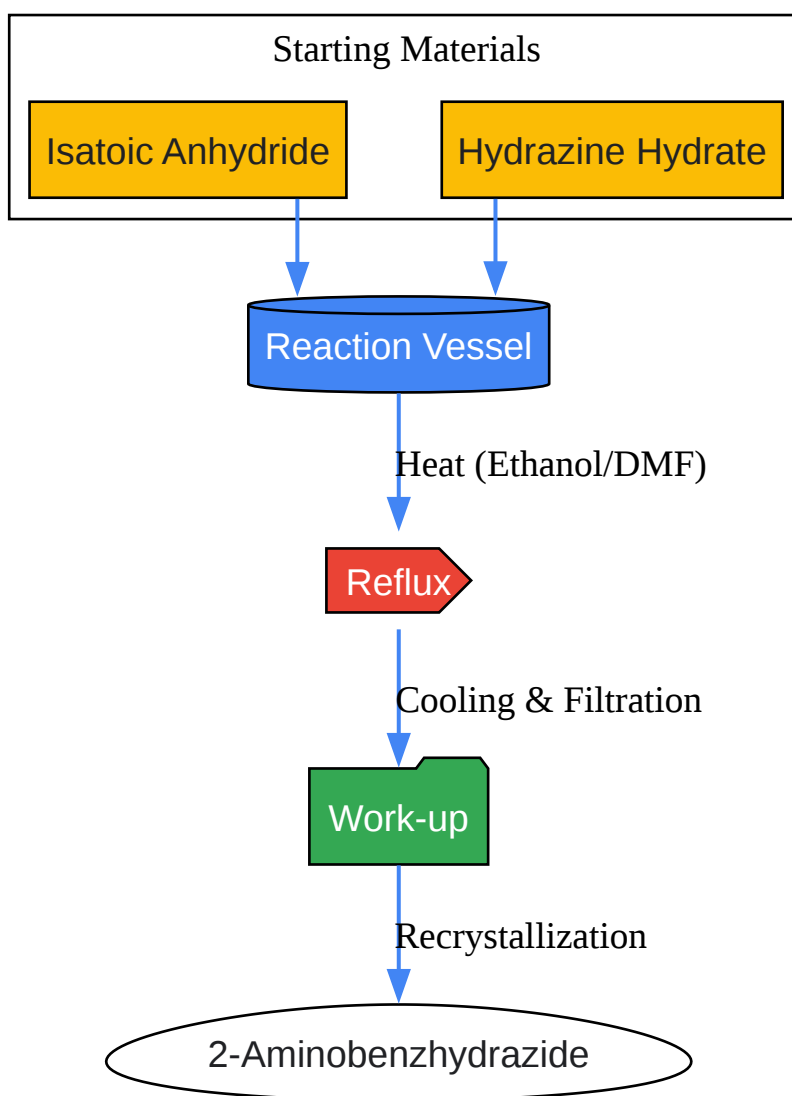 Starting Materials
Isatoic Anhydride
Hydrazine Hydrate
Reaction Vessel
Heat (Ethanol/DMF)
Reflux
Cooling & Filtration
Work-up
Recrystallization
2-Aminobenzhydrazide